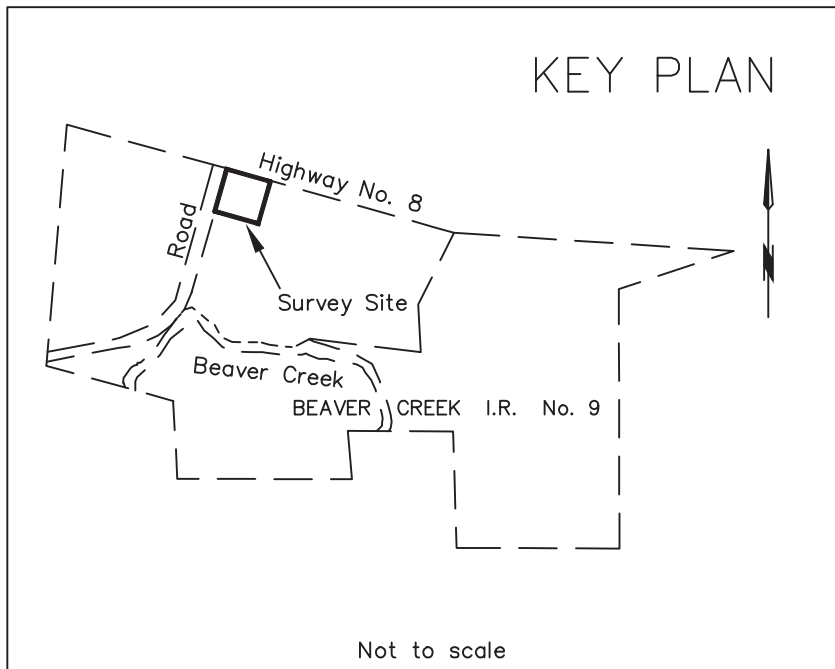 KEY PLAN
Highway No. 8
Road
Survey Site
Beaver Creek
BEAVER CREEK I.R. No. 9
N
Not to scale